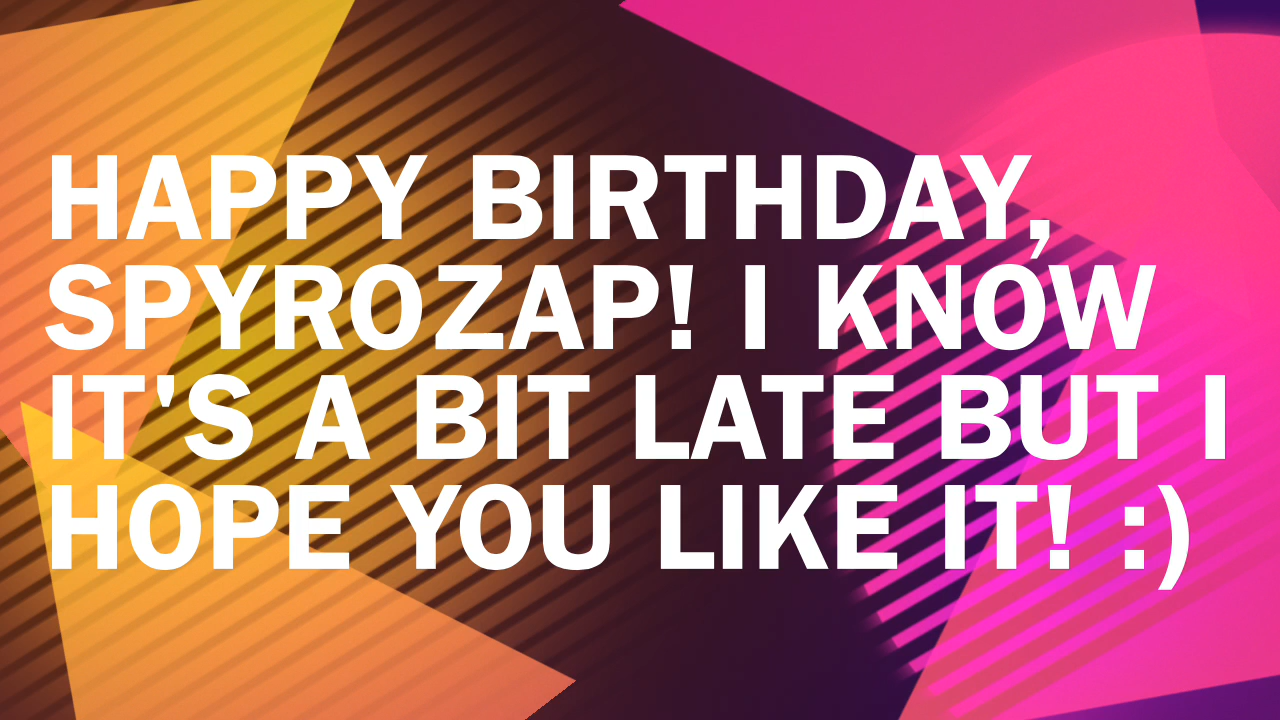 HAPPY BIRTHDAY,
SPYROZAP! I KNOW
IT'S A BIT LATE BUT I
HOPE YOU LIKE IT! :)